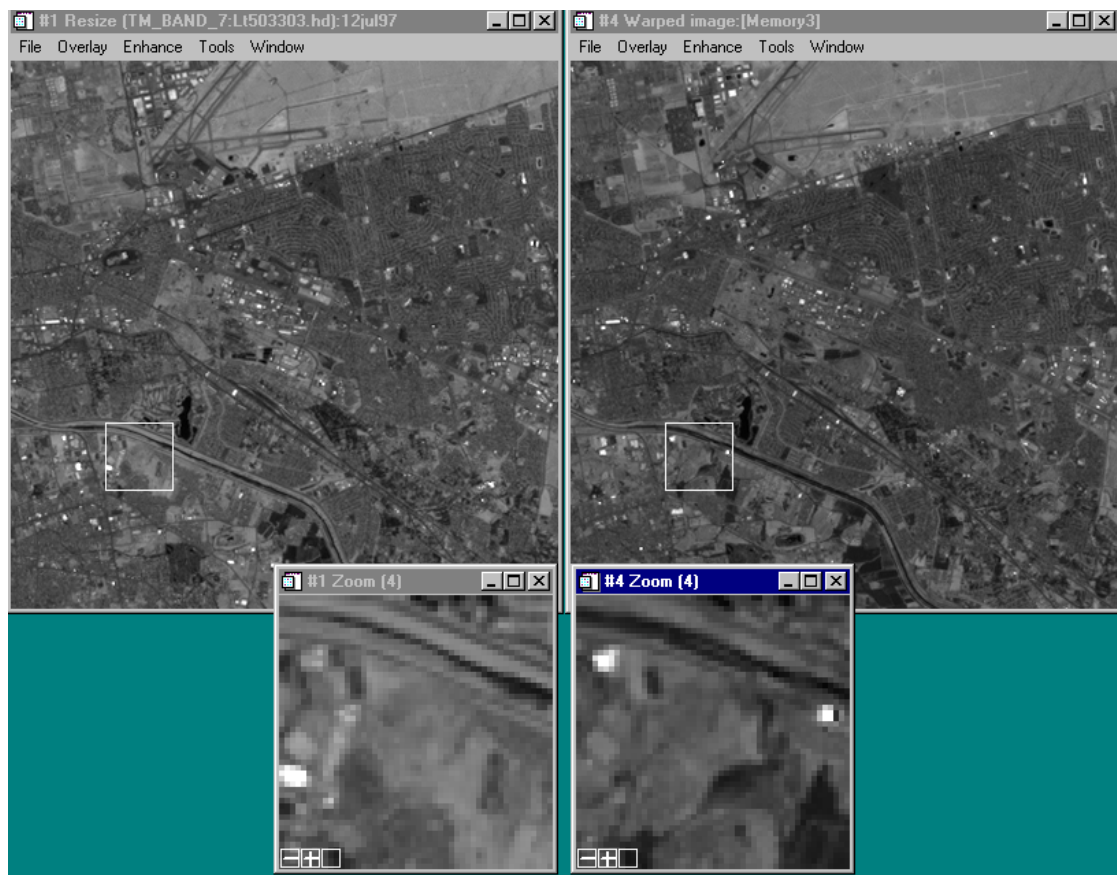 #1 Resize (TM_BAND_7:Lt503303.hd):12jul97
File Overlay Enhance Tools Window
#4 Warped image:[Memory3]
File Overlay Enhance Tools Window
#1 Zoom (4)
#4 Zoom (4)